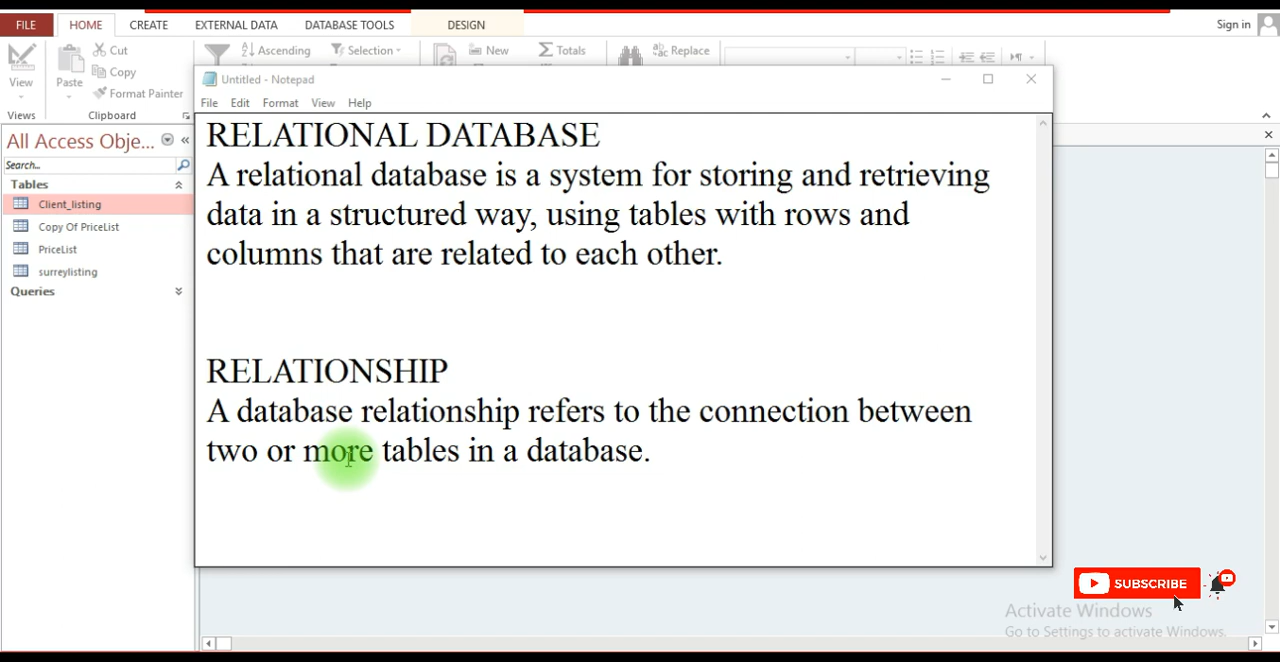 FILE HOME CREATE EXTERNAL DATA DATABASE TOOLS DESIGN Sign in
Cut Ascending Selection New Totals Replace
View Paste Copy
Format Painter
Views Clipboard
Untitled - Notepad
File Edit Format View Help
All Access Obje...
Search...
Tables
Client_listing
Copy Of PriceList
PriceList
surreylisting
Queries
RELATIONAL DATABASE
A relational database is a system for storing and retrieving
data in a structured way, using tables with rows and
columns that are related to each other.
RELATIONSHIP
A database relationship refers to the connection between
two or more tables in a database.
SUBSCRIBE
Activate Windows
Go to Settings to activate Windows.